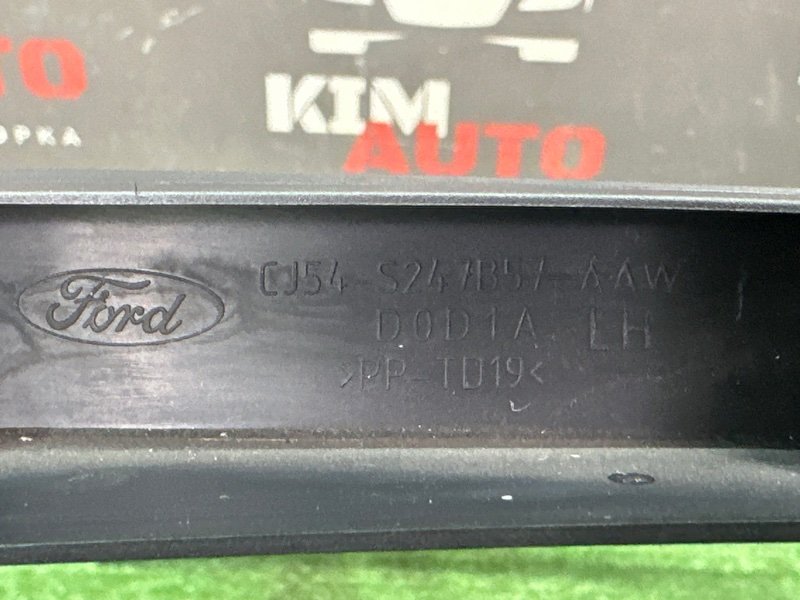 KIM
AUTO
Ford
CJ54-S247B57-AAW
D0D1A LH
>PP-TD19<